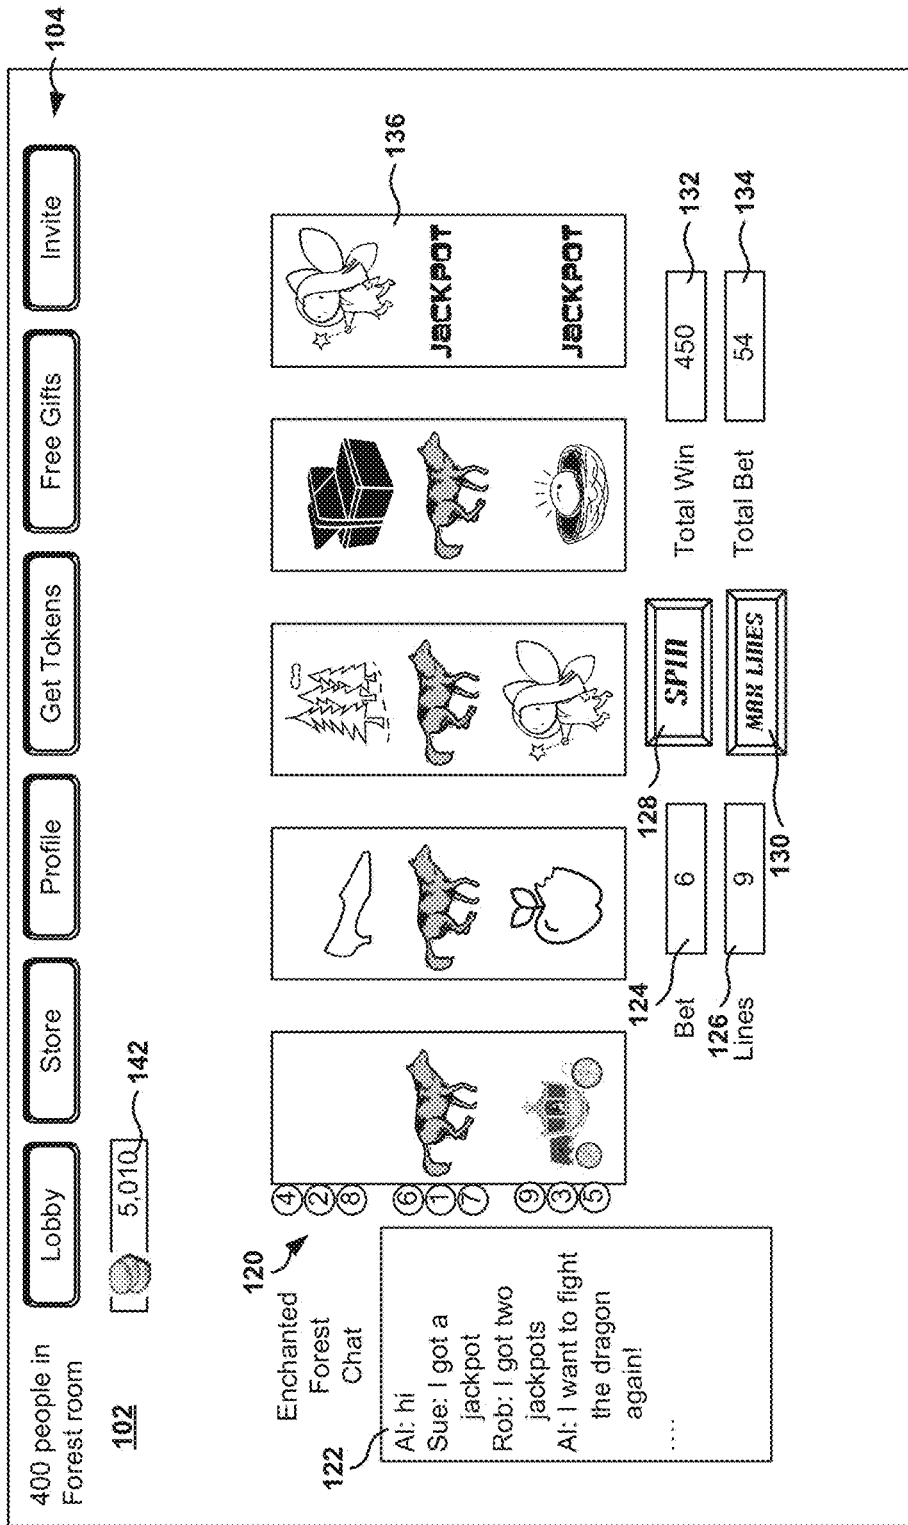 400 people in
Forest room
Lobby
Store
Profile
Get Tokens
Free Gifts
Invite
104
102
5,010
142
120
Enchanted
Forest
Chat
122
Al: hi
Sue: I got a
jackpot
Rob: I got two
jackpots
Al: I want to fight
the dragon
again!
....
4
2
8
6
1
7
9
3
5
JACKPOT
JACKPOT
136
124
Bet
6
128
SPIN
Total Win
450
132
126
Lines
9
130
MAX LINES
Total Bet
54
134